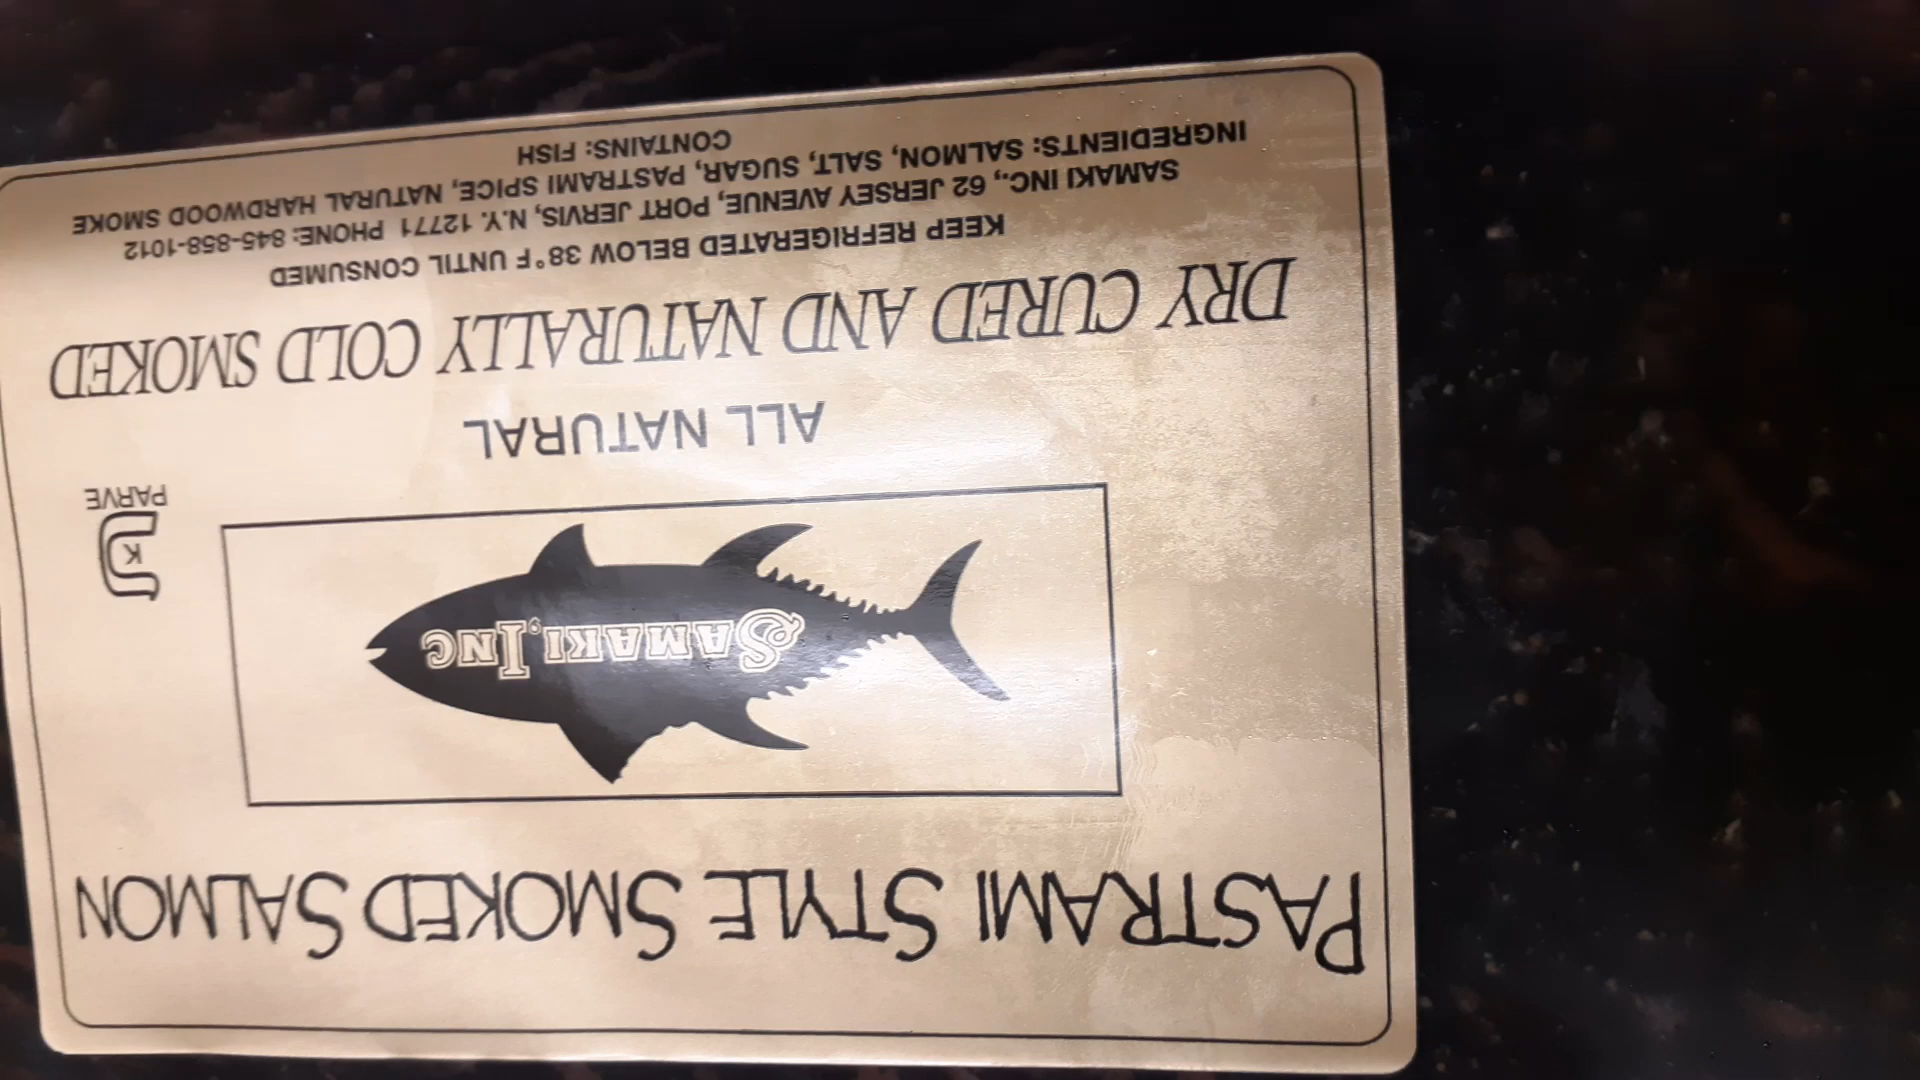 PASTRAMI STYLE SMOKED SALMON
SAMAKI, INC
K
PARVE
ALL NATURAL
DRY CURED AND NATURALLY COLD SMOKED
KEEP REFRIGERATED BELOW 38°F UNTIL CONSUMED
SAMAKI INC., 62 JERSEY AVENUE, PORT JERVIS, N.Y. 12771 PHONE: 845-858-1012
INGREDIENTS: SALMON, SALT, SUGAR, PASTRAMI SPICE, NATURAL HARDWOOD SMOKE
CONTAINS: FISH